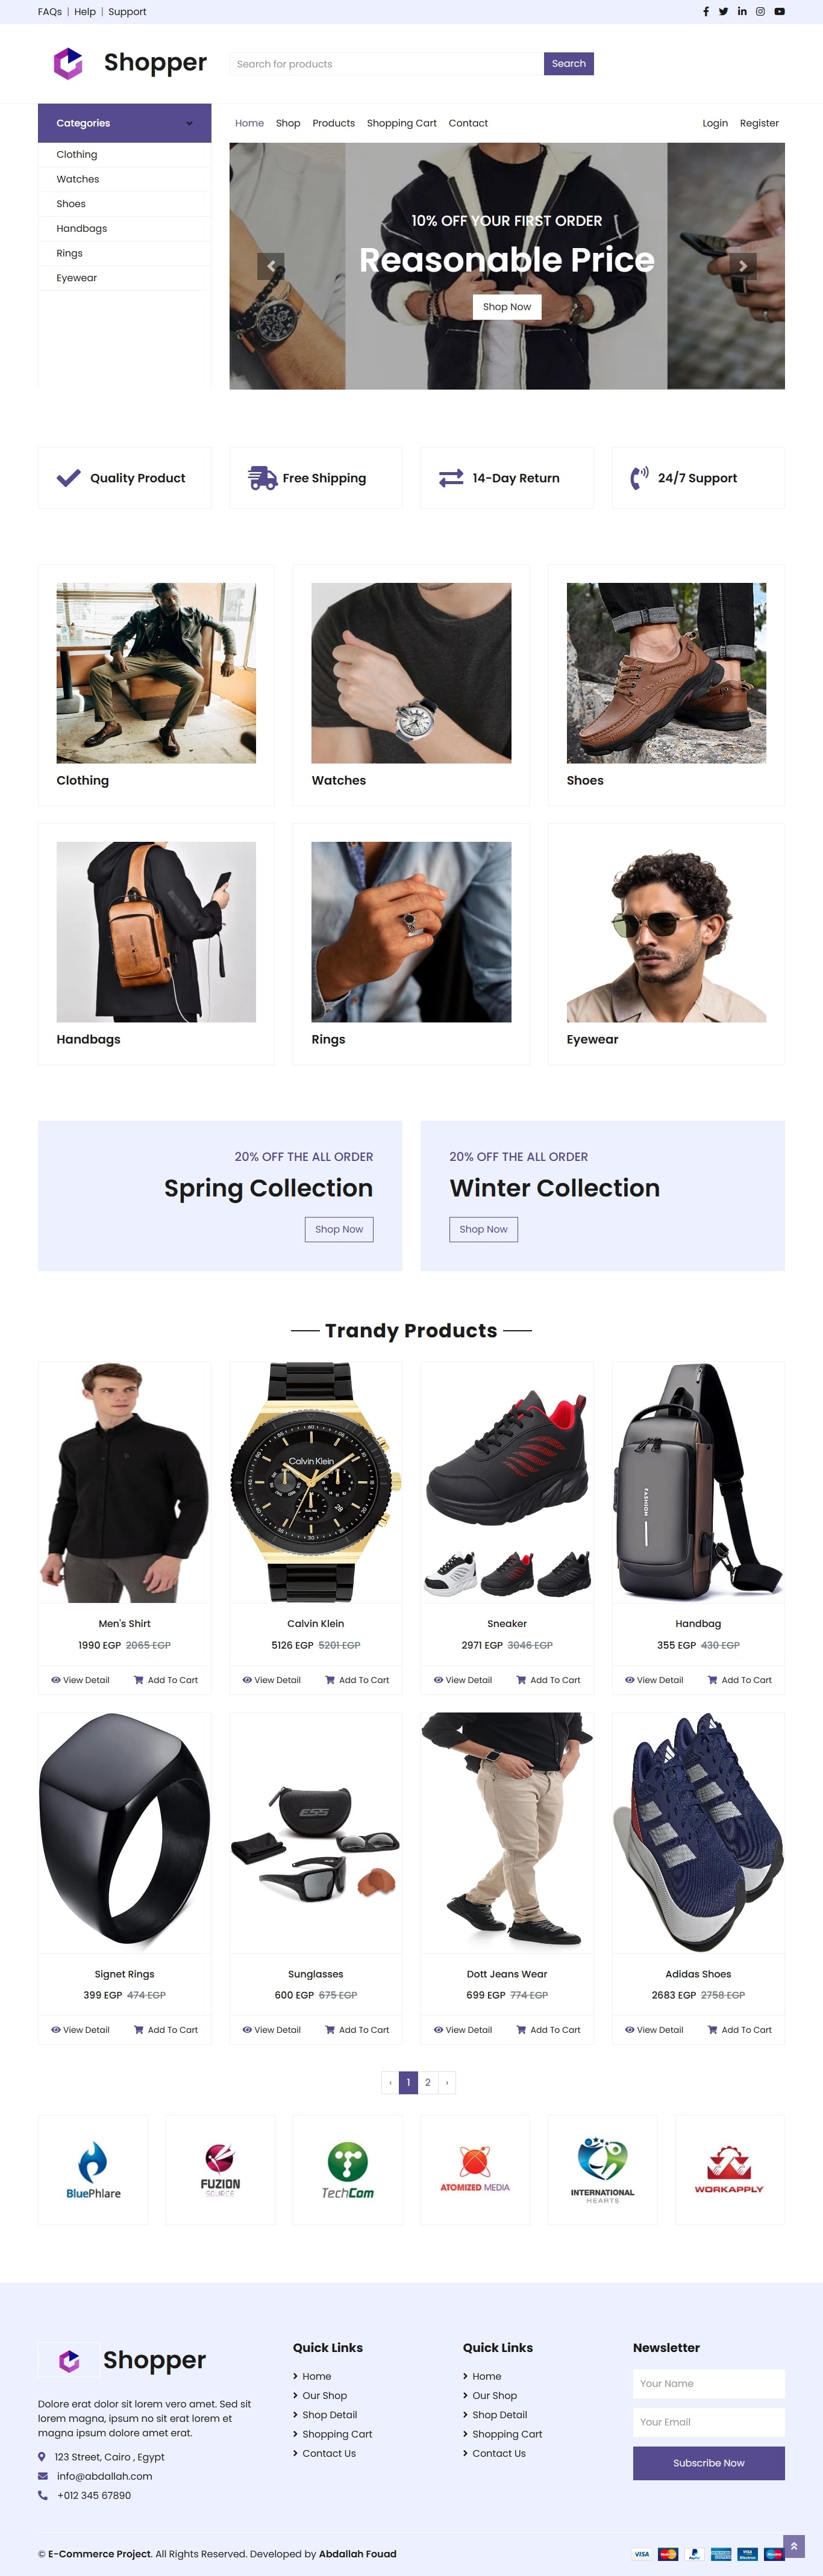 FAQs | Help | Support
Shopper
Search for products
Search
Categories
Home Shop Products Shopping Cart Contact
Login Register
Clothing
Watches
Shoes
Handbags
Rings
Eyewear
10% OFF YOUR FIRST ORDER
Reasonable Price
Shop Now
Quality Product
Free Shipping
14-Day Return
24/7 Support
Clothing
Watches
Shoes
Handbags
Rings
Eyewear
20% OFF THE ALL ORDER
Spring Collection
Shop Now
20% OFF THE ALL ORDER
Winter Collection
Shop Now
Trandy Products
Calvin Klein
FASHION
Men's Shirt
1990 EGP 2065 EGP
View Detail Add To Cart
Calvin Klein
5126 EGP 5201 EGP
View Detail Add To Cart
Sneaker
2971 EGP 3046 EGP
View Detail Add To Cart
Handbag
355 EGP 430 EGP
View Detail Add To Cart
ESS
Signet Rings
399 EGP 474 EGP
View Detail Add To Cart
Sunglasses
600 EGP 675 EGP
View Detail Add To Cart
Dott Jeans Wear
699 EGP 774 EGP
View Detail Add To Cart
Adidas Shoes
2683 EGP 2758 EGP
View Detail Add To Cart
‹ 1 2 ›
BluePhlare
FUZION
SOURCE
TechCom
ATOMIZED MEDIA
INTERNATIONAL
HEARTS
WORKAPPLY
Shopper
Dolore erat dolor sit lorem vero amet. Sed sit
lorem magna, ipsum no sit erat lorem et
magna ipsum dolore amet erat.
123 Street, Cairo , Egypt
info@abdallah.com
+012 345 67890
Quick Links
Home
Our Shop
Shop Detail
Shopping Cart
Contact Us
Quick Links
Home
Our Shop
Shop Detail
Shopping Cart
Contact Us
Newsletter
Your Name
Your Email
Subscribe Now
© E-Commerce Project. All Rights Reserved. Developed by Abdallah Fouad
VISA
PayPal
VISA